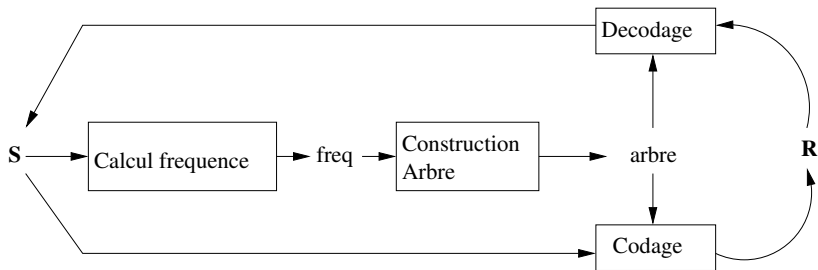 Decodage
S
Calcul frequence
freq
Construction
Arbre
arbre
R
Codage